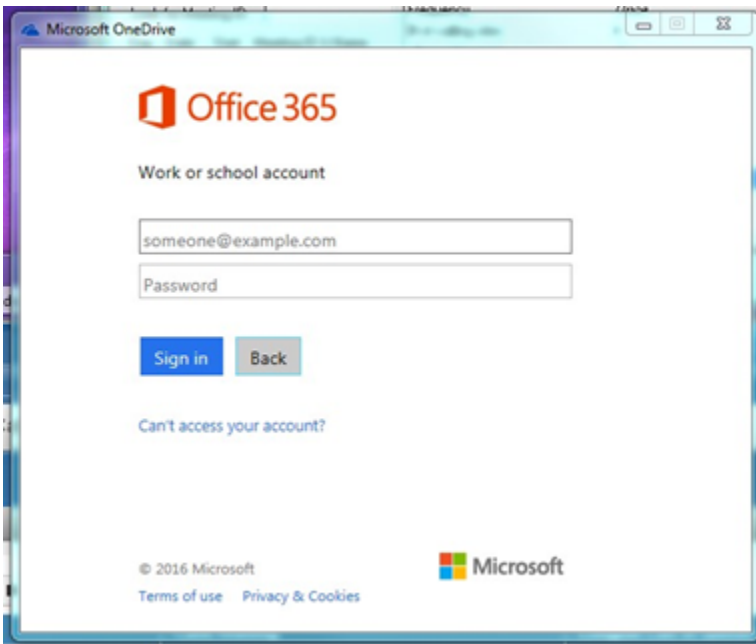 Microsoft OneDrive
Office 365
Work or school account
someone@example.com
Password
Sign in
Back
Can't access your account?
© 2016 Microsoft
Microsoft
Terms of use
Privacy & Cookies